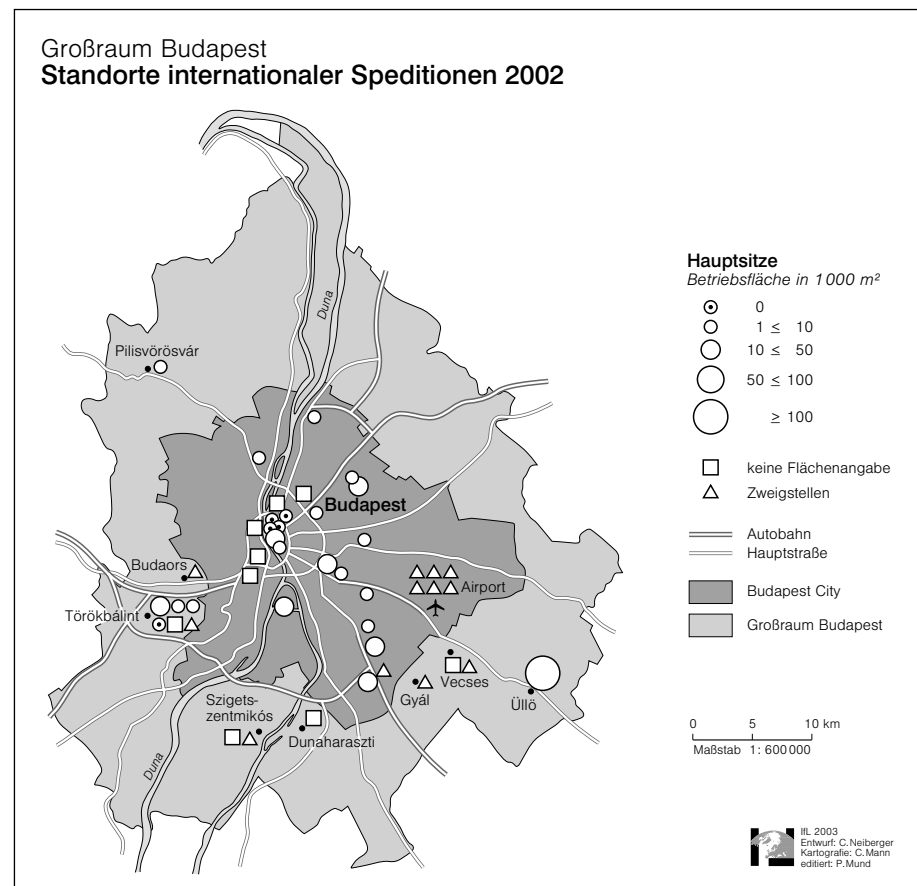 Großraum Budapest
Standorte internationaler Speditionen 2002
Duna
Pilisvörösvár
Budapest
Budaors
Törökbálint
Airport
Vecses
Gyál
Üllö
Szigets-
zentmikós
Dunaharaszti
Duna
Hauptsitze
Betriebsfläche in 1000 m²
0
1 ≤ 10
10 ≤ 50
50 ≤ 100
≥ 100
keine Flächenangabe
Zweigstellen
Autobahn
Hauptstraße
Budapest City
Großraum Budapest
0 5 10 km
Maßstab 1: 600 000
IfL 2003
Entwurf: C. Neiberger
Kartografie: C. Mann
editiert: P. Mund